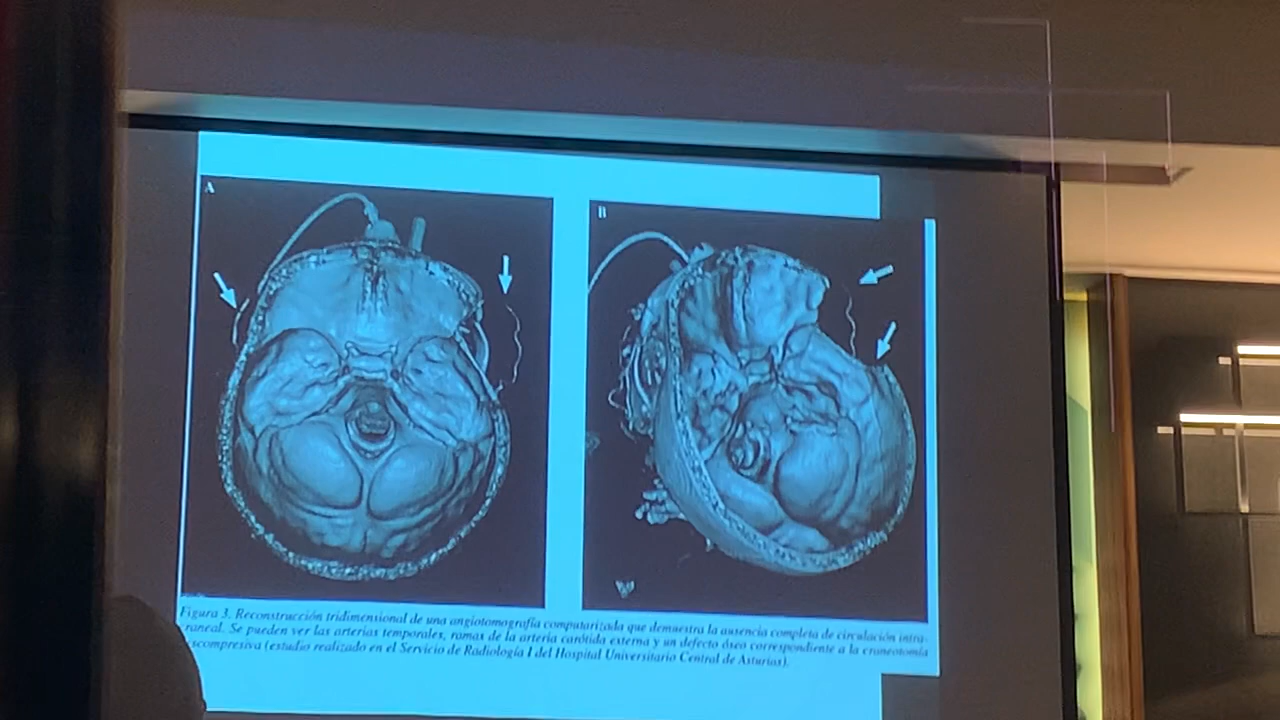 A
B
Figura 3. Reconstrucción tridimensional de una angiotomografía computarizada que demuestra la ausencia completa de circulación intra-
craneal. Se pueden ver las arterias temporales, ramas de la arteria carótida externa y un defecto óseo correspondiente a la craneotomía
descompresiva (estudio realizado en el Servicio de Radiología I del Hospital Universitario Central de Asturias).